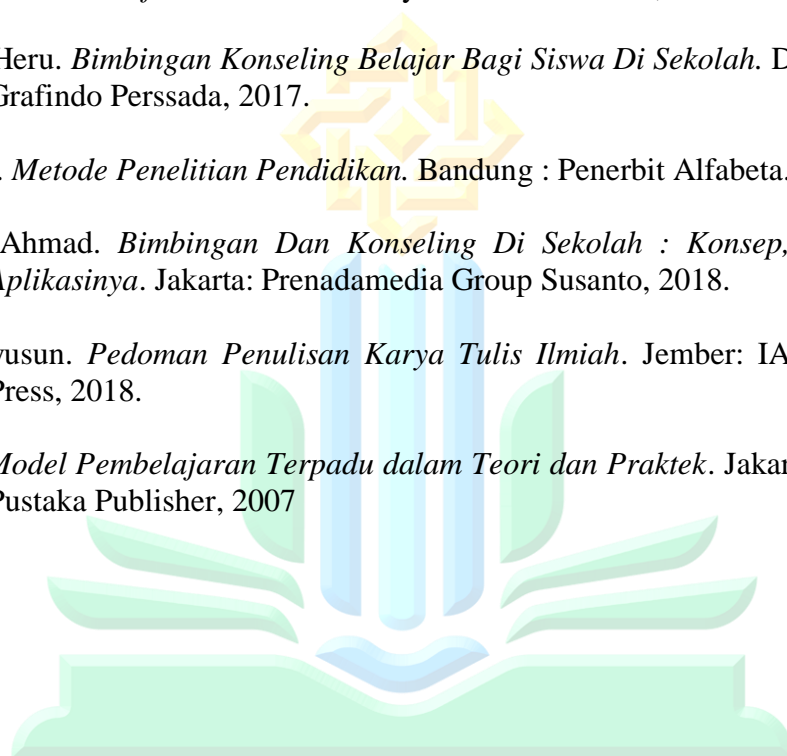 Heru. Bimbingan Konseling Belajar Bagi Siswa Di Sekolah. D
Grafindo Perssada, 2017.
. Metode Penelitian Pendidikan. Bandung : Penerbit Alfabeta.
Ahmad. Bimbingan Dan Konseling Di Sekolah : Konsep,
Aplikasinya. Jakarta: Prenadamedia Group Susanto, 2018.
yusun. Pedoman Penulisan Karya Tulis Ilmiah. Jember: IA
Press, 2018.
Model Pembelajaran Terpadu dalam Teori dan Praktek. Jakar
Pustaka Publisher, 2007